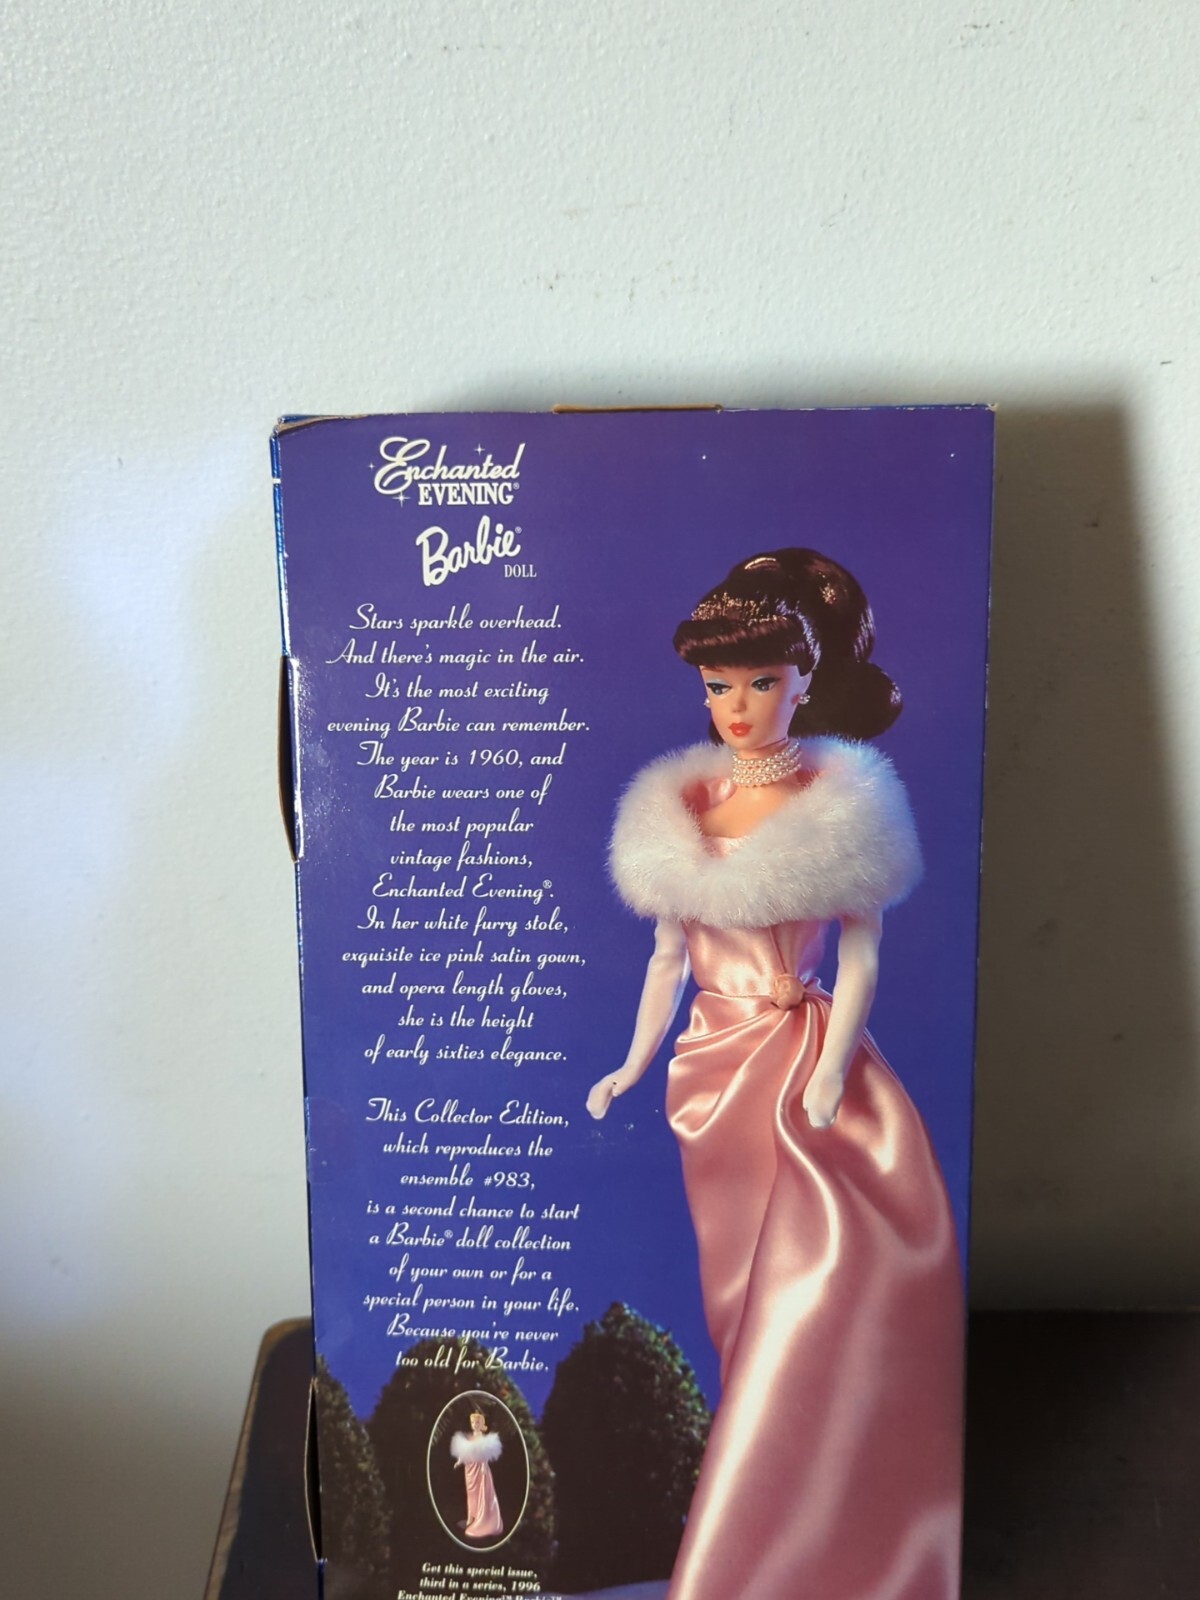 Enchanted
EVENING®
Barbie®
DOLL
Stars sparkle overhead.
And there's magic in the air.
It's the most exciting
evening Barbie can remember.
The year is 1960, and
Barbie wears one of
the most popular
vintage fashions,
Enchanted Evening®.
In her white furry stole,
exquisite ice pink satin gown,
and opera length gloves,
she is the height
of early sixties elegance.
This Collector Edition,
which reproduces the
ensemble #983,
is a second chance to start
a Barbie® doll collection
of your own or for a
special person in your life.
Because you're never
too old for Barbie.
Get this special issue,
third in a series, 1996
Enchanted Evening™ Barbie™